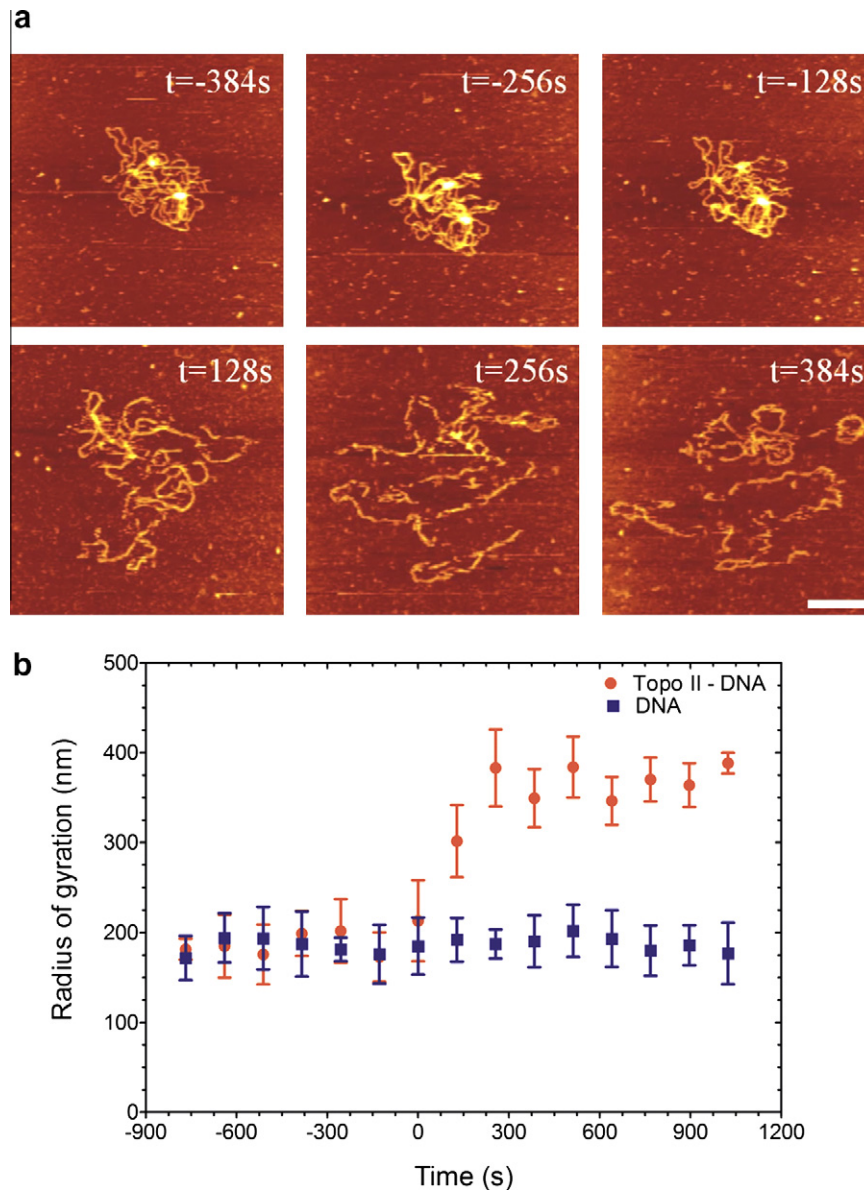 a
t=-384s
t=-256s
t=-128s
t=128s
t=256s
t=384s
b
500
400
300
200
100
0
Radius of gyration (nm)
Topo II - DNA
DNA
-900
-600
-300
0
300
600
900
1200
Time (s)